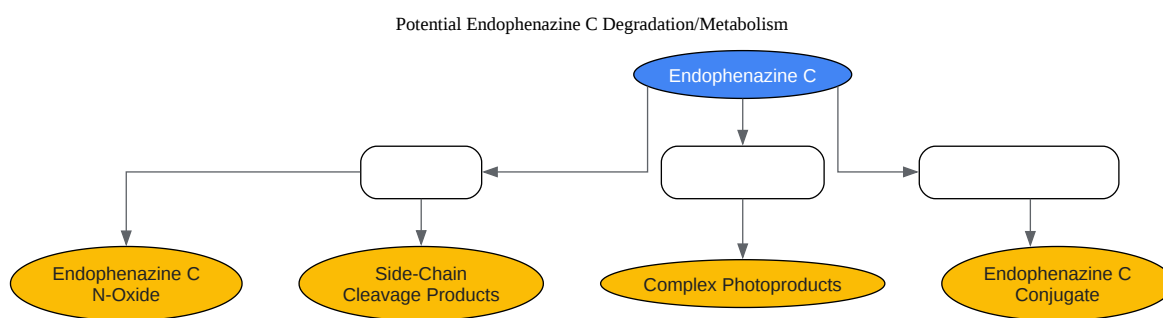 Potential Endophenazine C Degradation/Metabolism
Endophenazine C
Endophenazine C
N-Oxide
Side-Chain
Cleavage Products
Complex Photoproducts
Endophenazine C
Conjugate